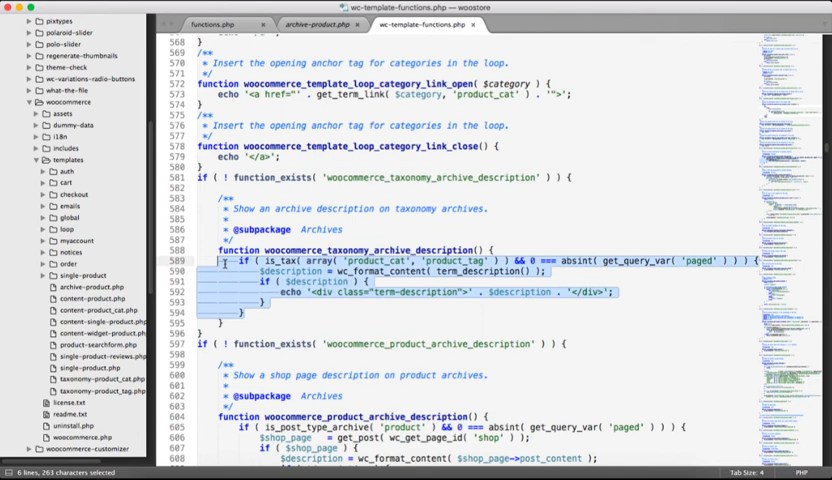 wc-template-functions.php — woostore
functions.php × archive-product.php × wc-template-functions.php ×
pixtypes
polaroid-slider
polo-slider
regenerate-thumbnails
theme-check
wc-variations-radio-buttons
what-the-file
woocommerce
assets
dummy-data
i18n
includes
templates
auth
cart
checkout
emails
global
loop
myaccount
notices
order
single-product
archive-product.php
content-product.php
content-product_cat.php
content-single-product.php
content-widget-product.php
product-searchform.php
single-product-reviews.php
single-product.php
taxonomy-product_cat.php
taxonomy-product_tag.php
license.txt
readme.txt
uninstall.php
woocommerce.php
woocommerce-customizer
568 }
569 /**
570 * Insert the opening anchor tag for categories in the loop.
571 */
572 function woocommerce_template_loop_category_link_open( $category ) {
573 echo '<a href="' . get_term_link( $category, 'product_cat' ) . '">';
574 }
575 /**
576 * Insert the opening anchor tag for categories in the loop.
577 */
578 function woocommerce_template_loop_category_link_close() {
579 echo '</a>';
580 }
581 if ( ! function_exists( 'woocommerce_taxonomy_archive_description' ) ) {
582
583 /**
584 * Show an archive description on taxonomy archives.
585 *
586 * @subpackage Archives
587 */
588 function woocommerce_taxonomy_archive_description() {
589 if ( is_tax( array( 'product_cat', 'product_tag' ) ) && 0 === absint( get_query_var( 'paged' ) ) ) {
590 $description = wc_format_content( term_description() );
591 if ( $description ) {
592 echo '<div class="term-description">' . $description . '</div>';
593 }
594 }
595 }
596 }
597 if ( ! function_exists( 'woocommerce_product_archive_description' ) ) {
598
599 /**
600 * Show a shop page description on product archives.
601 *
602 * @subpackage Archives
603 */
604 function woocommerce_product_archive_description() {
605 if ( is_post_type_archive( 'product' ) && 0 === absint( get_query_var( 'paged' ) ) ) {
606 $shop_page = get_post( wc_get_page_id( 'shop' ) );
607 if ( $shop_page ) {
608 $description = wc_format_content( $shop_page->post_content );
6 lines, 263 characters selected
Tab Size: 4
PHP